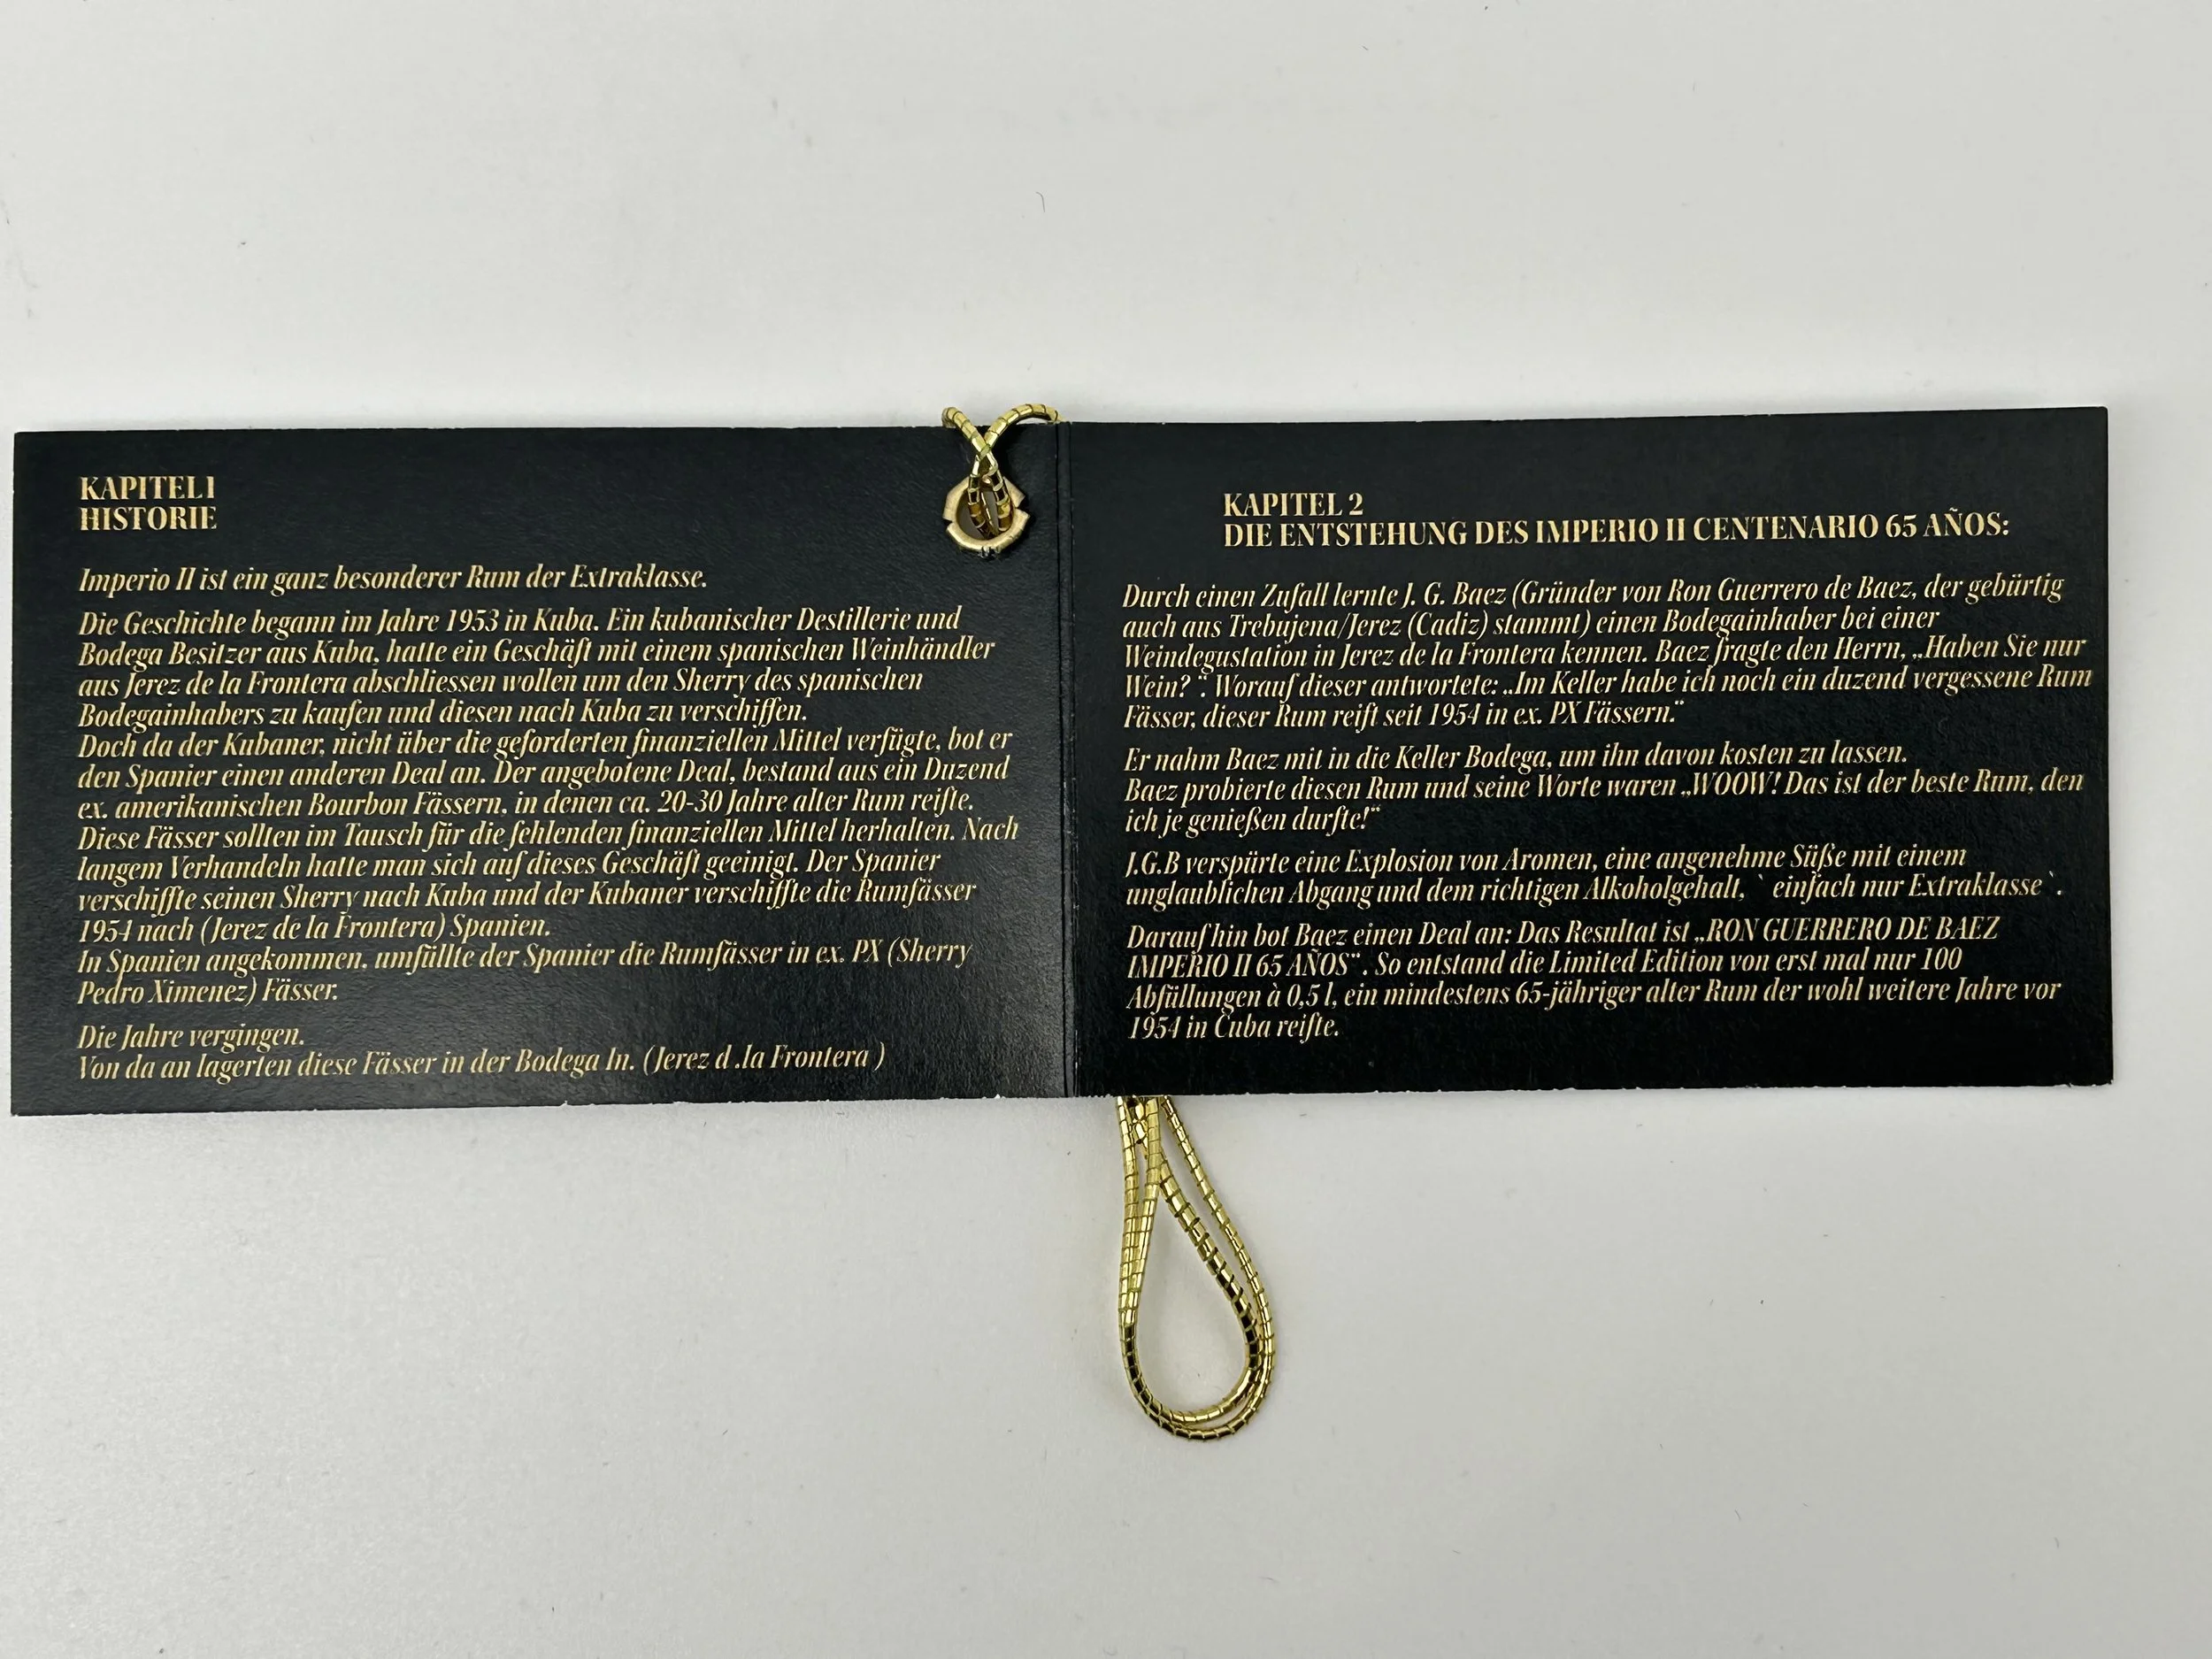 KAPITEL 1
HISTORIE
Imperio II ist ein ganz besonderer Rum der Extraklasse.
Die Geschichte begann im Jahre 1953 in Kuba. Ein kubanischer Destillerie und
Bodega Besitzer aus Kuba, hatte ein Geschäft mit einem spanischen Weinhändler
aus Jerez de la Frontera abschliessen wollen um den Sherry des spanischen
Bodegainhabers zu kaufen und diesen nach Kuba zu verschiffen.
Doch da der Kubaner, nicht über die geforderten finanziellen Mittel verfügte, bot er
den Spanier einen anderen Deal an. Der angebotene Deal, bestand aus ein Duzend
ex. amerikanischen Bourbon Fässern, in denen ca. 20-30 Jahre alter Rum reifte.
Diese Fässer sollten im Tausch für die fehlenden finanziellen Mittel herhalten. Nach
langem Verhandeln hatte man sich auf dieses Geschäft geeinigt. Der Spanier
verschiffte seinen Sherry nach Kuba und der Kubaner verschiffte die Rumfässer
1954 nach (Jerez de la Frontera) Spanien.
In Spanien angekommen, umfüllte der Spanier die Rumfässer in ex. PX (Sherry
Pedro Ximenez) Fässer.
Die Jahre vergingen.
Von da an lagerten diese Fässer in der Bodega In. (Jerez d .la Frontera )
KAPITEL 2
DIE ENTSTEHUNG DES IMPERIO II CENTENARIO 65 AÑOS:
Durch einen Zufall lernte J. G. Baez (Gründer von Ron Guerrero de Baez, der gebürtig
auch aus Trebujena/Jerez (Cadiz) stammt) einen Bodegainhaber bei einer
Weindegustation in Jerez de la Frontera kennen. Baez fragte den Herrn, „Haben Sie nur
Wein? “. Worauf dieser antwortete: „Im Keller habe ich noch ein duzend vergessene Rum
Fässer, dieser Rum reift seit 1954 in ex. PX Fässern.“
Er nahm Baez mit in die Keller Bodega, um ihn davon kosten zu lassen.
Baez probierte diesen Rum und seine Worte waren „WOOW! Das ist der beste Rum, den
ich je genießen durfte!“
J.G.B verspürte eine Explosion von Aromen, eine angenehme Süße mit einem
unglaublichen Abgang und dem richtigen Alkoholgehalt, ` einfach nur Extraklasse`.
Daraufhin bot Baez einen Deal an: Das Resultat ist „RON GUERRERO DE BAEZ
IMPERIO II 65 AÑOS“. So entstand die Limited Edition von erst mal nur 100
Abfüllungen à 0,5 l, ein mindestens 65-jähriger alter Rum der wohl weitere Jahre vor
1954 in Cuba reifte.